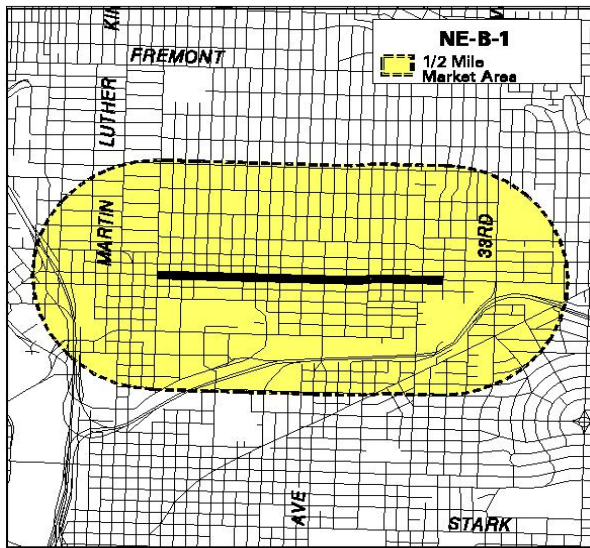 NE-B-1
1/2 Mile
Market Area
FREMONT
LUTHER
MARTIN
33RD
AVE
STARK